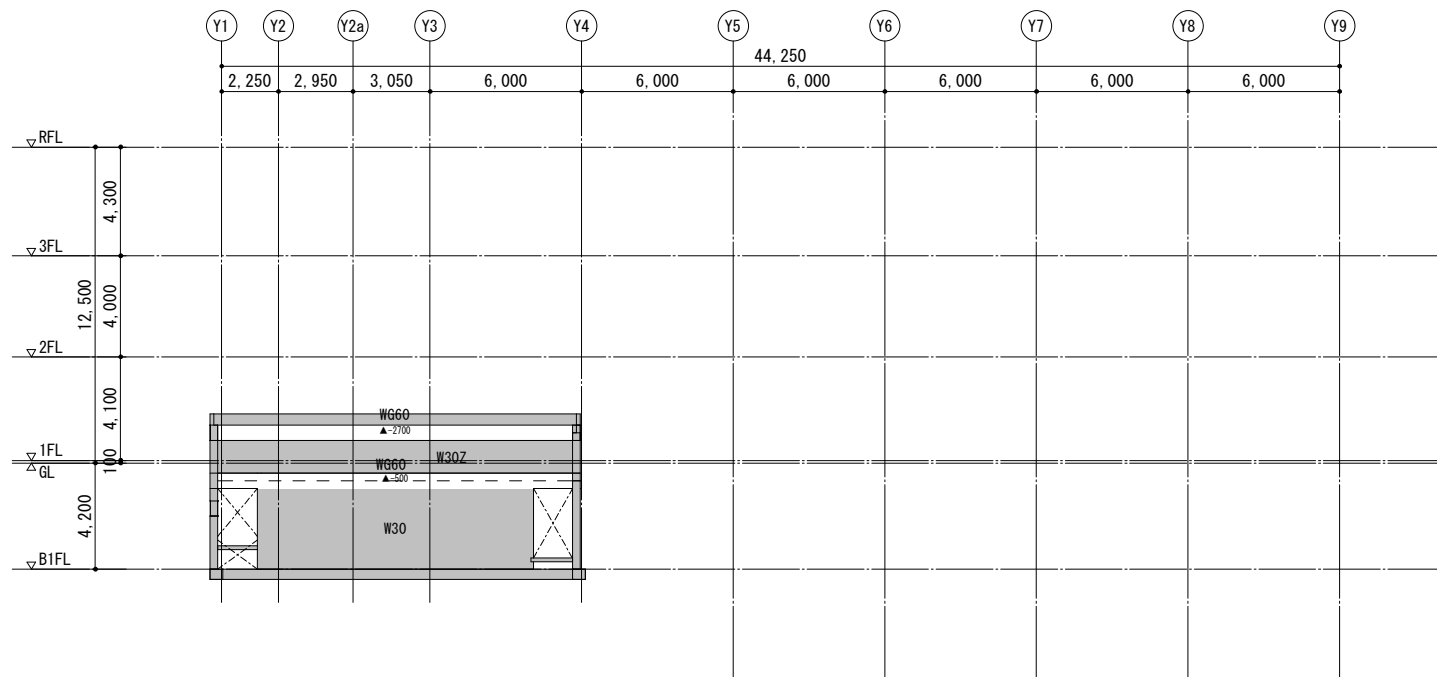 Y1 Y2 Y2a Y3 Y4 Y5 Y6 Y7 Y8 Y9
44,250
2,250 2,950 3,050 6,000 6,000 6,000 6,000 6,000 6,000
▽RFL
4,300
▽3FL
12,500
4,000
▽2FL
4,100
WG60
▲-2700
▽1FL
100
W30Z
WG60
△GL
▲-500
4,200
W30
▽B1FL